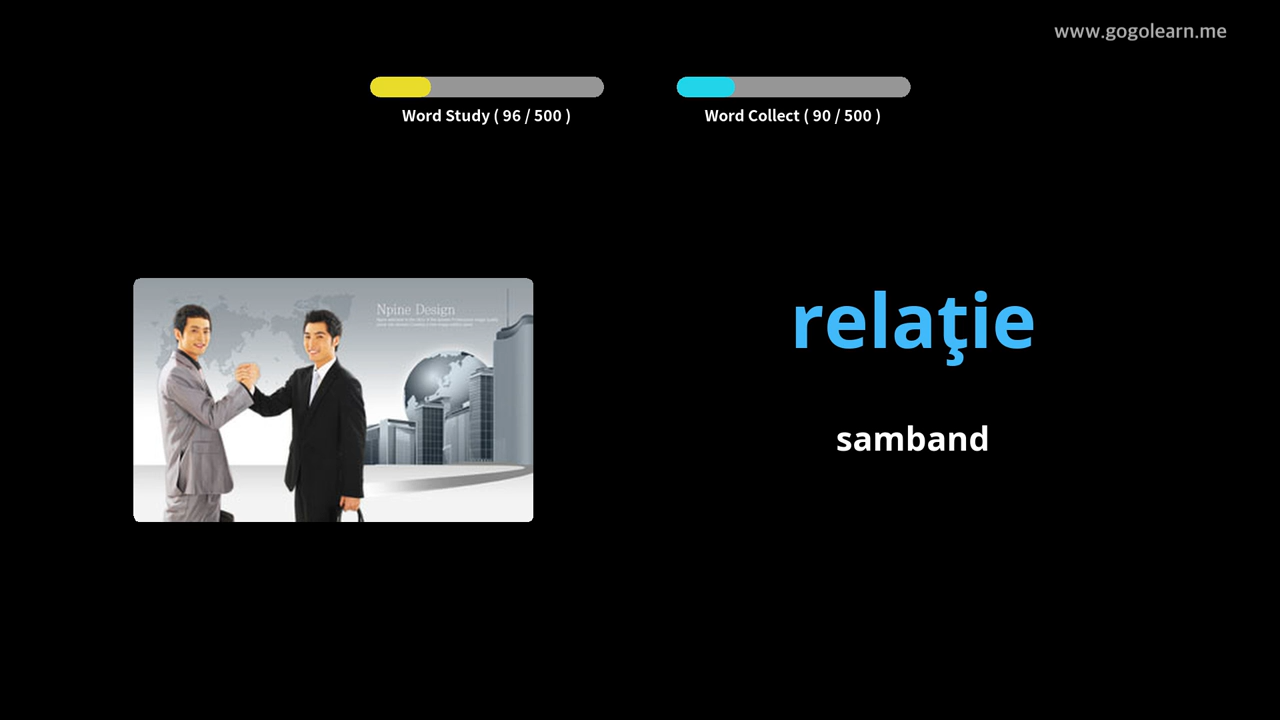 www.gogolearn.me
Word Study ( 96 / 500 )
Word Collect ( 90 / 500 )
Npine Design
relaţie
samband